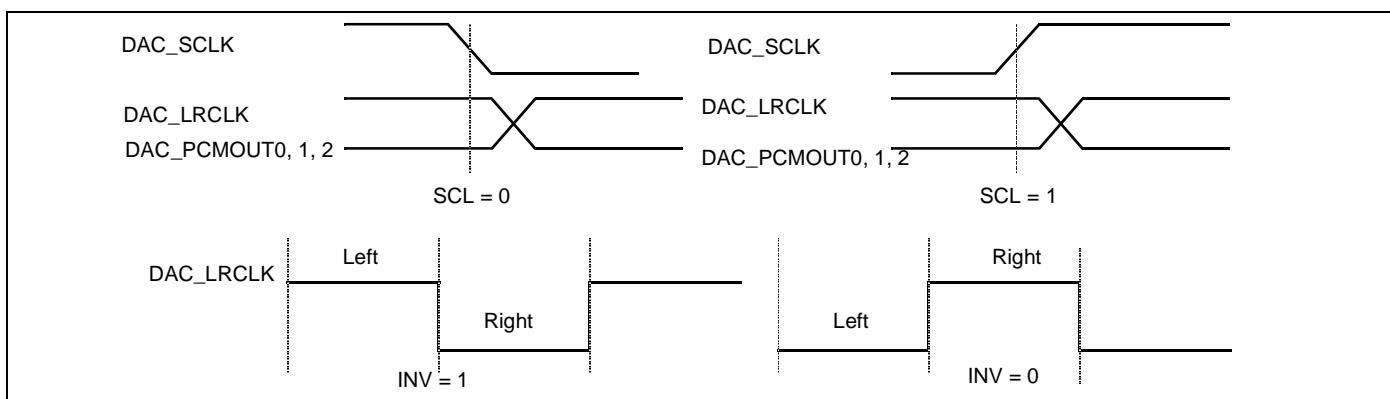 DAC_SCLK
DAC_LRCLK
DAC_PCMOUT0, 1, 2
SCL = 0
DAC_SCLK
DAC_LRCLK
DAC_PCMOUT0, 1, 2
SCL = 1
DAC_LRCLK
Left
Right
INV = 1
Left
Right
INV = 0